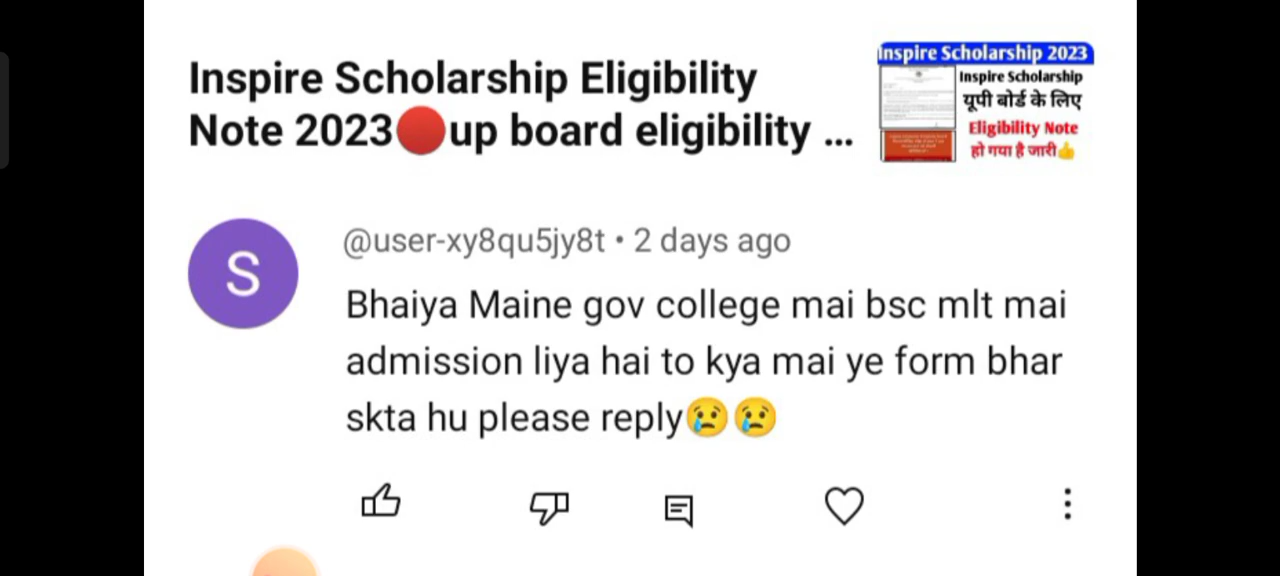 Inspire Scholarship Eligibility
Note 2023🔴up board eligibility ...
Inspire Scholarship 2023
Inspire Scholarship
यूपी बोर्ड के लिए
Eligibility Note
हो गया है जारी👍
S
@user-xy8qu5jy8t • 2 days ago
Bhaiya Maine gov college mai bsc mlt mai
admission liya hai to kya mai ye form bhar
skta hu please reply😢😢